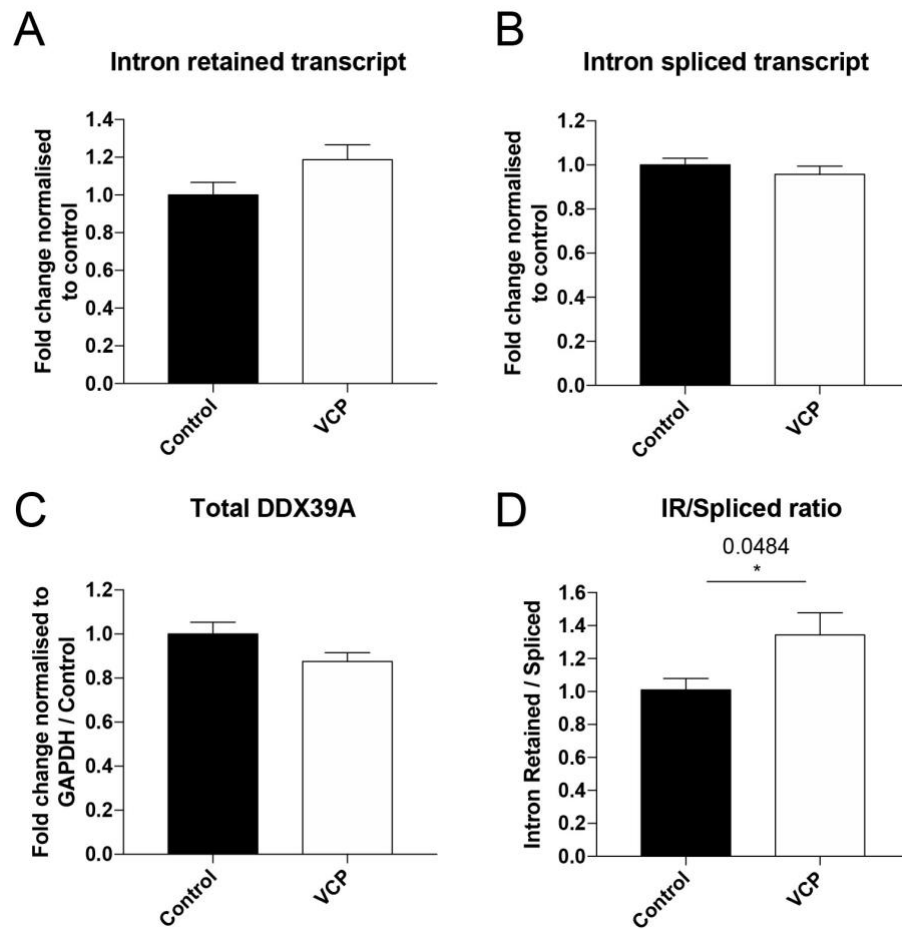 A
Intron retained transcript
Fold change normalised
to control
1.4
1.2
1.0
0.8
0.6
0.4
0.2
0.0
Control
VCP
B
Intron spliced transcript
Fold change normalised
to control
1.2
1.0
0.8
0.6
0.4
0.2
0.0
Control
VCP
C
Total DDX39A
Fold change normalised to
GAPDH / Control
1.2
1.0
0.8
0.6
0.4
0.2
0.0
Control
VCP
D
IR/Spliced ratio
0.0484
*
Intron Retained / Spliced
1.6
1.4
1.2
1.0
0.8
0.6
0.4
0.2
0.0
Control
VCP